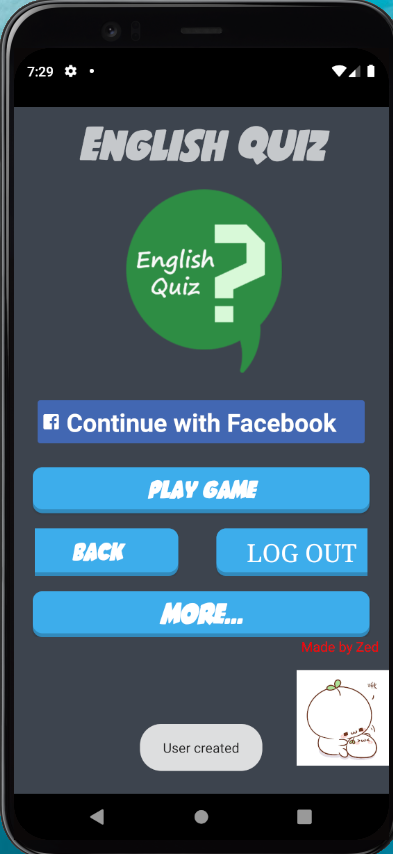 7:29
English Quiz
English
Quiz
Continue with Facebook
PLAY GAME
BACK
LOG OUT
MORE...
Made by Zed
User created